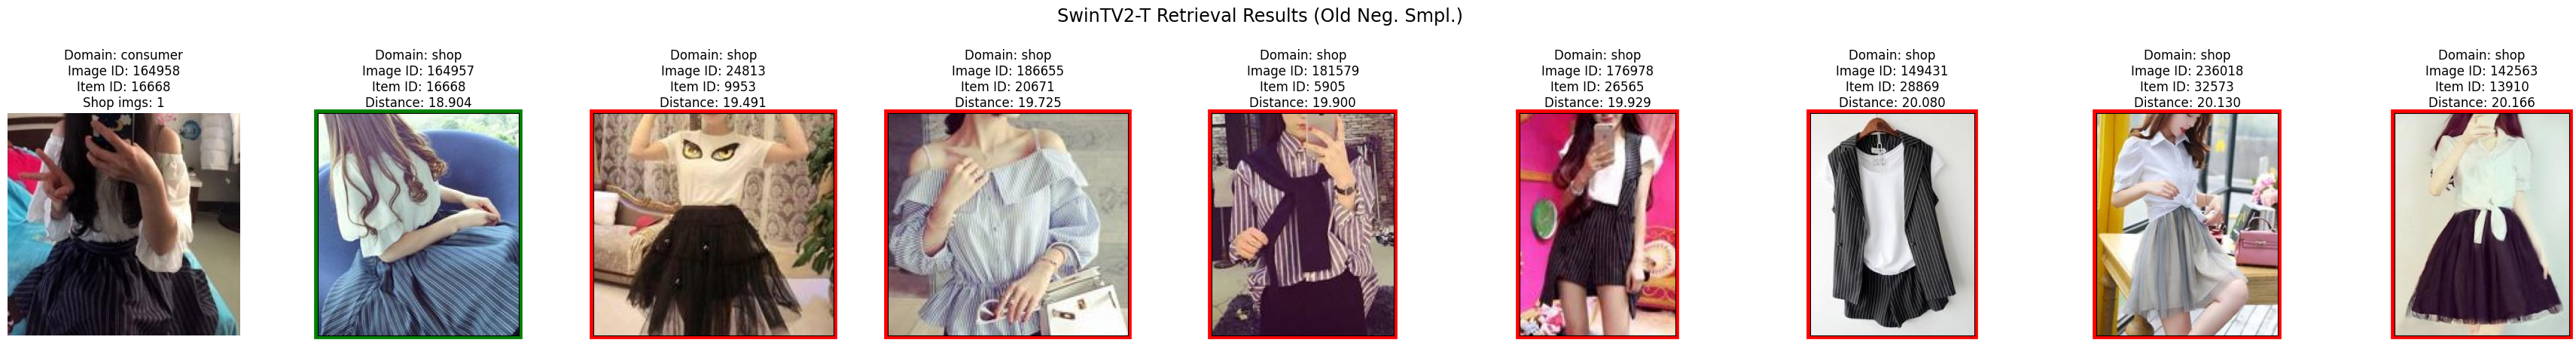 SwinTV2-T Retrieval Results (Old Neg. Smpl.)
Domain: consumer
Image ID: 164958
Item ID: 16668
Shop imgs: 1
Domain: shop
Image ID: 164957
Item ID: 16668
Distance: 18.904
Domain: shop
Image ID: 24813
Item ID: 9953
Distance: 19.491
Domain: shop
Image ID: 186655
Item ID: 20671
Distance: 19.725
Domain: shop
Image ID: 181579
Item ID: 5905
Distance: 19.900
Domain: shop
Image ID: 176978
Item ID: 26565
Distance: 19.929
Domain: shop
Image ID: 149431
Item ID: 28869
Distance: 20.080
Domain: shop
Image ID: 236018
Item ID: 32573
Distance: 20.130
Domain: shop
Image ID: 142563
Item ID: 13910
Distance: 20.166